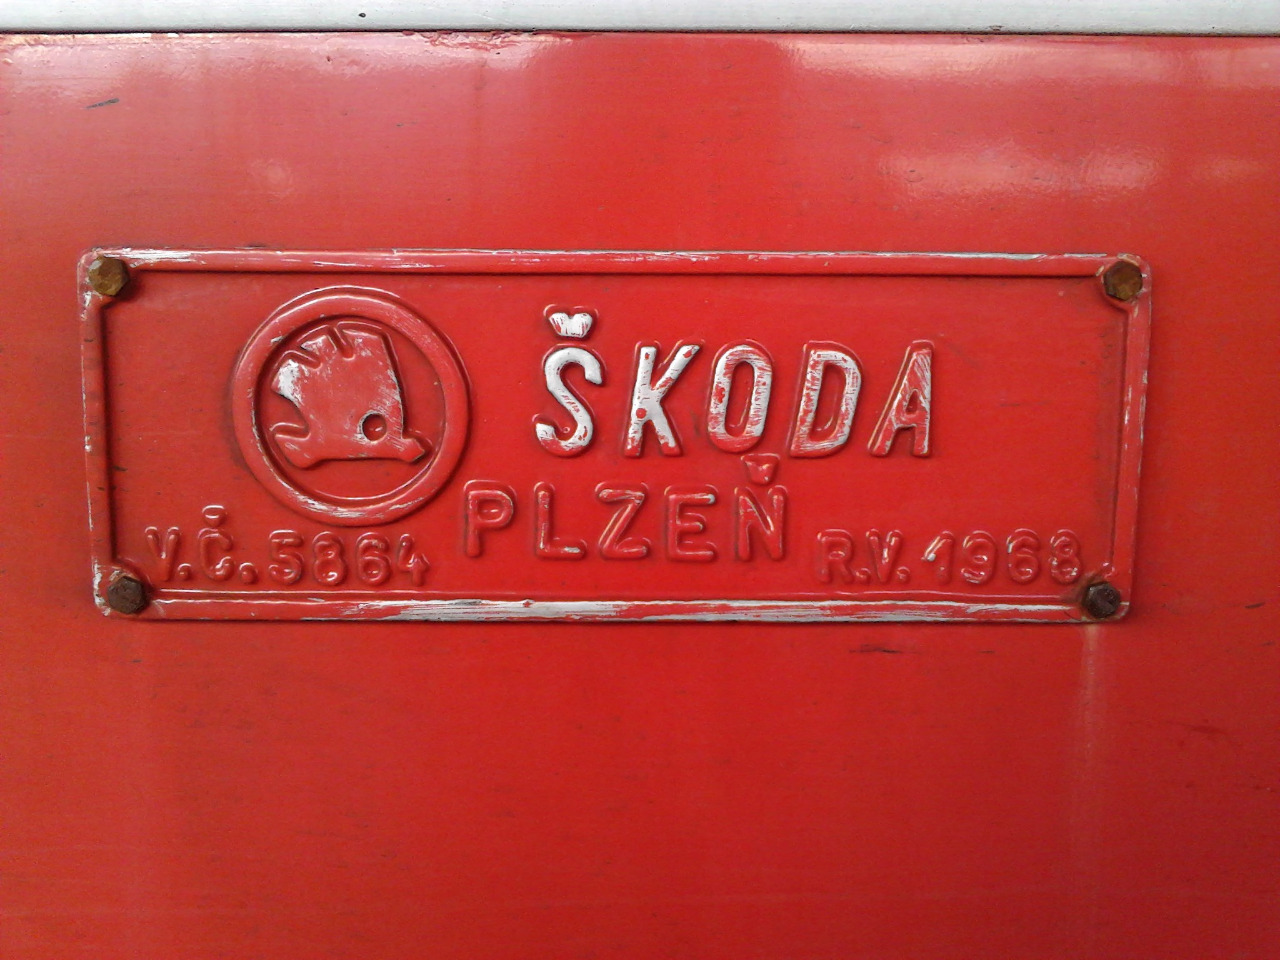 ŠKODA
PLZEŇ
V.Č. 5864
R.V. 1968